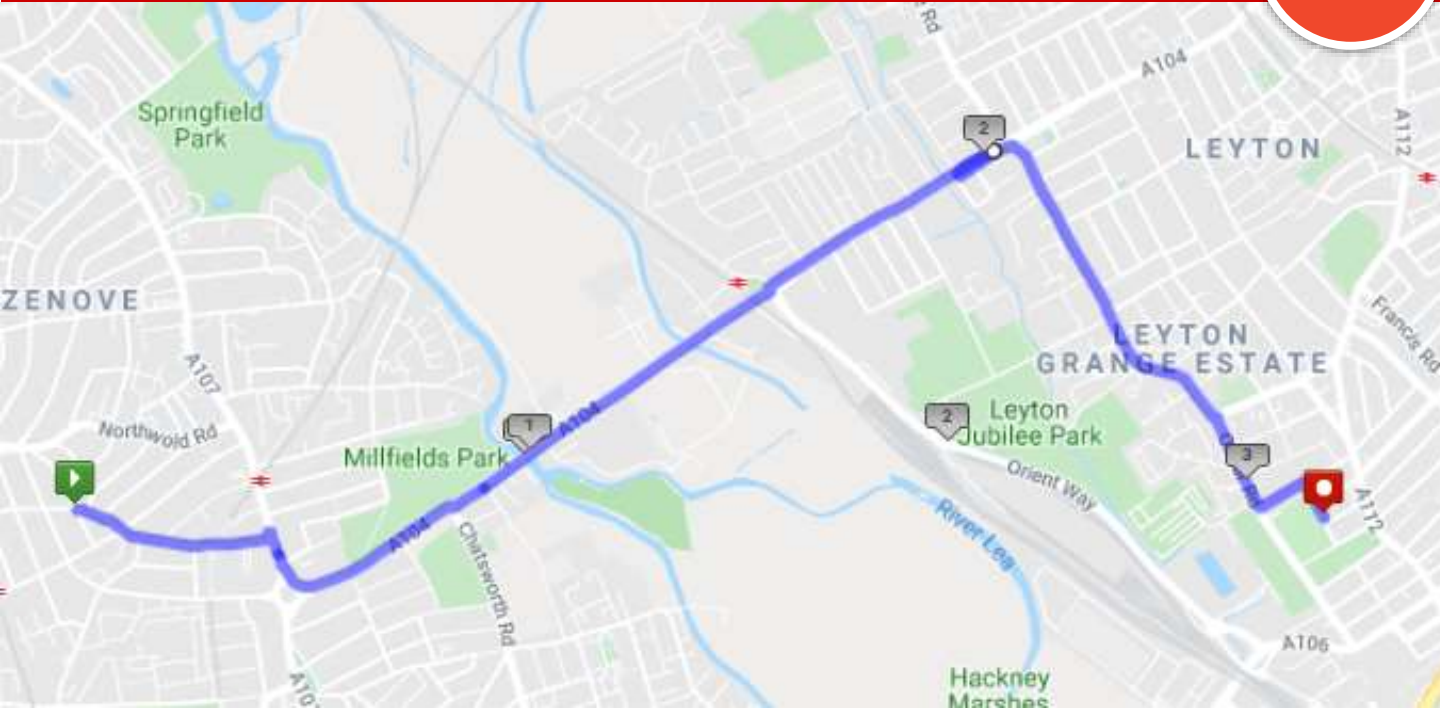 Springfield
Park
A104
LEYTON
A112
ZENOVE
A107
Northwold Rd
Millfields Park
A104
A104
Chatsworth Rd
LEYTON
GRANGE ESTATE
Francis Rd
Leyton
Jubilee Park
Orient Way
River Lea
A112
A106
Hackney
Marshes
Rd
1
2
2
3